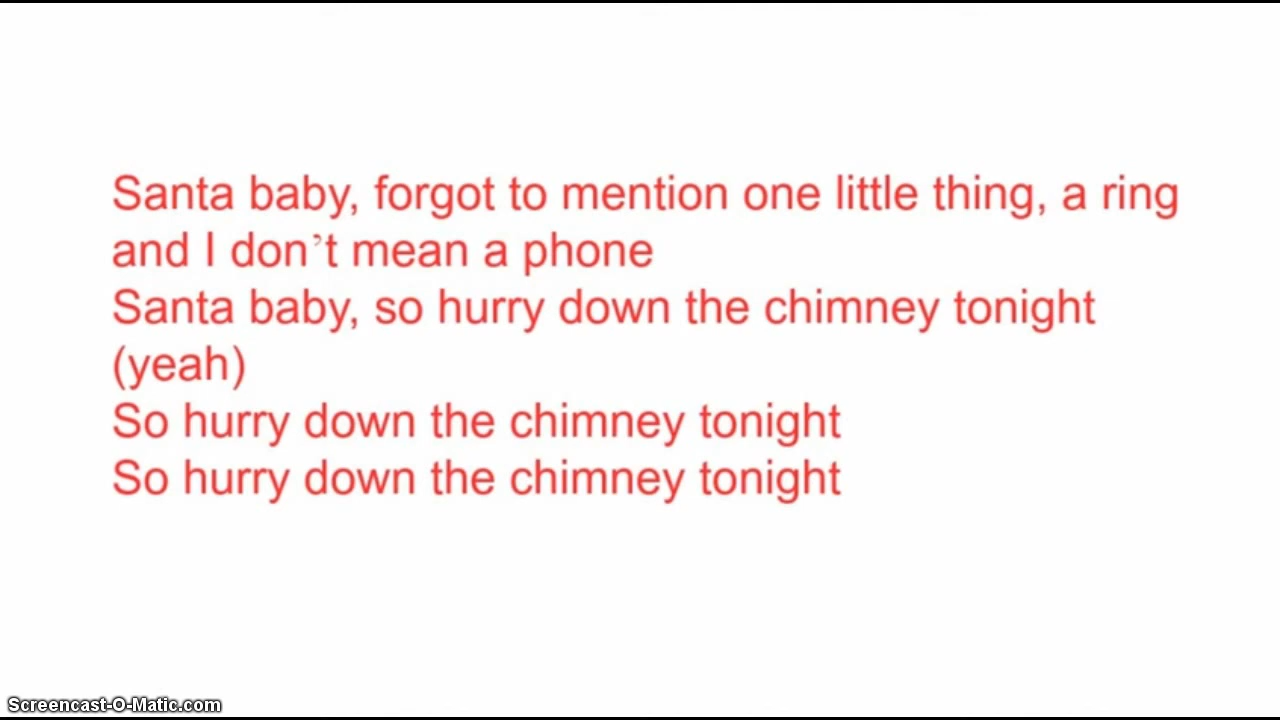 Santa baby, forgot to mention one little thing, a ring
and I don’t mean a phone
Santa baby, so hurry down the chimney tonight
(yeah)
So hurry down the chimney tonight
So hurry down the chimney tonight
Screencast-O-Matic.com